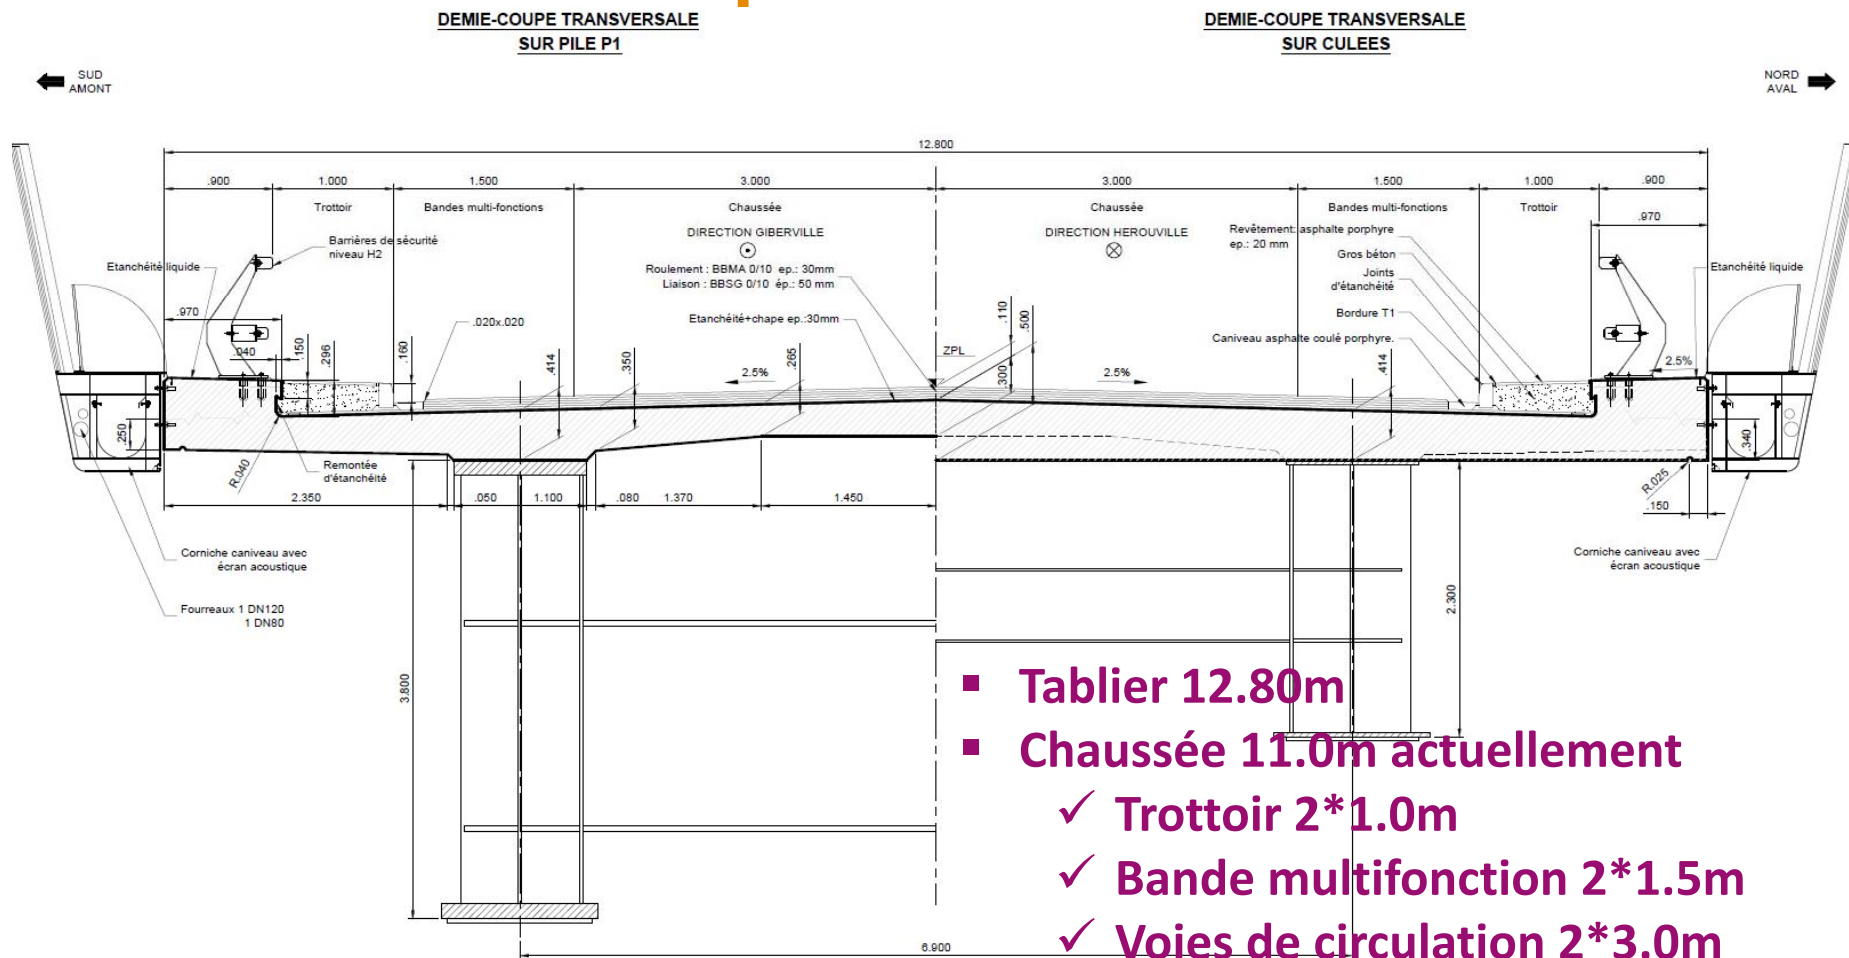 DEMIE-COUPE TRANSVERSALE
SUR PILE P1
DEMIE-COUPE TRANSVERSALE
SUR CULEES
SUD
AMONT
NORD
AVAL
12.800
.900
1.000
1.500
3.000
3.000
1.500
1.000
.900
Trottoir
Bandes multi-fonctions
Chaussée
Chaussée
Bandes multi-fonctions
Trottoir
.970
DIRECTION GIBERVILLE
DIRECTION HEROUVILLE
Revêtement: asphalte porphyre
ep.: 20 mm
Barrières de sécurité
niveau H2
Gros béton
Etanchéité liquide
Roulement : BBMA 0/10 ep.: 30mm
Liaison : BBSG 0/10 ép.: 50 mm
Joints
d'étanchéité
Etanchéité liquide
.970
.020x.020
Etanchéité+chape ep.:30mm
.110
.500
Bordure T1
Caniveau asphalte coulé porphyre.
.040
.150
.296
.160
.414
.350
.265
ZPL
.300
.414
2.5%
2.5%
2.5%
.250
.340
R.040
Remontée
d'étanchéité
R.025
2.350
.050
1.100
.080
1.370
1.450
.150
Corniche caniveau avec
écran acoustique
Corniche caniveau avec
écran acoustique
Fourreaux 1 DN120
1 DN80
2.300
3.800
▪ Tablier 12.80m
▪ Chaussée 11.0m actuellement
✓ Trottoir 2*1.0m
✓ Bande multifonction 2*1.5m
✓ Voies de circulation 2*3.0m
6.900